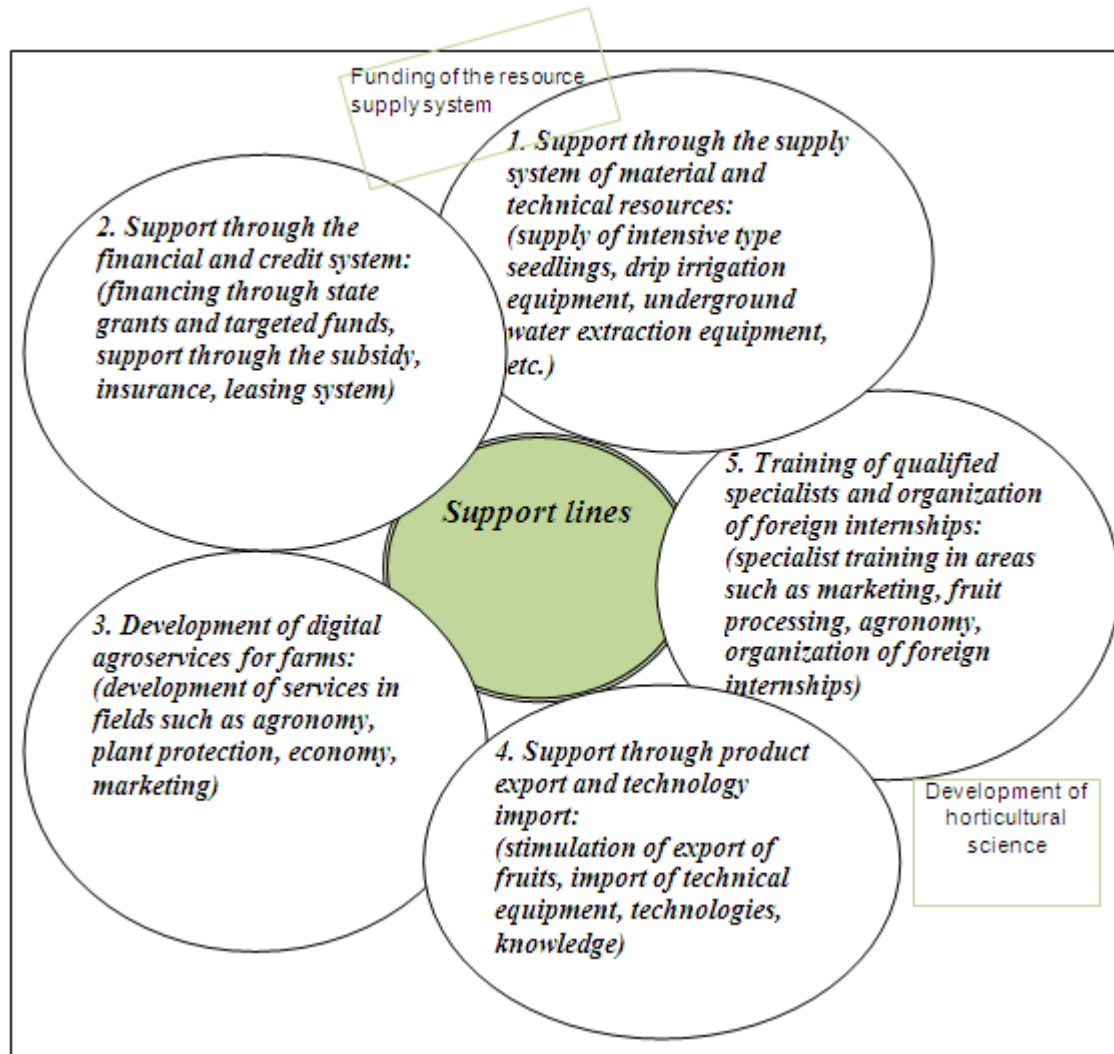 Funding of the resource
supply system
1. Support through the supply
system of material and
technical resources:
(supply of intensive type
seedlings, drip irrigation
equipment, underground
water extraction equipment,
etc.)
2. Support through the
financial and credit system:
(financing through state
grants and targeted funds,
support through the subsidy,
insurance, leasing system)
Support lines
5. Training of qualified
specialists and organization
of foreign internships:
(specialist training in areas
such as marketing, fruit
processing, agronomy,
organization of foreign
internships)
3. Development of digital
agroservices for farms:
(development of services in
fields such as agronomy,
plant protection, economy,
marketing)
4. Support through product
export and technology
import:
(stimulation of export of
fruits, import of technical
equipment, technologies,
knowledge)
Development of
horticultural
science